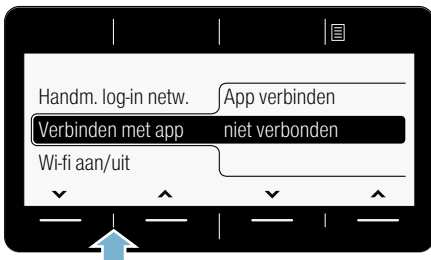 Handm. log-in netw.
App verbinden
Verbinden met app
niet verbonden
Wi-fi aan/uit